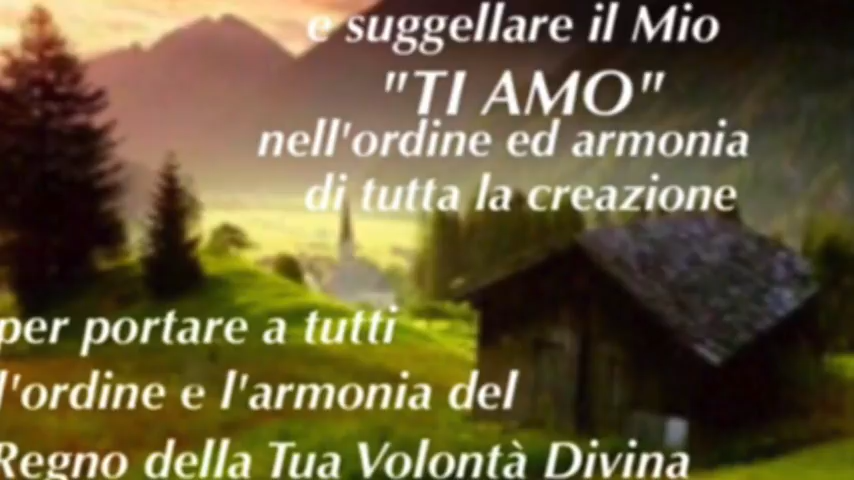 e suggellare il Mio
"TI AMO"
nell'ordine ed armonia
di tutta la creazione
per portare a tutti
l'ordine e l'armonia del
Regno della Tua Volontà Divina